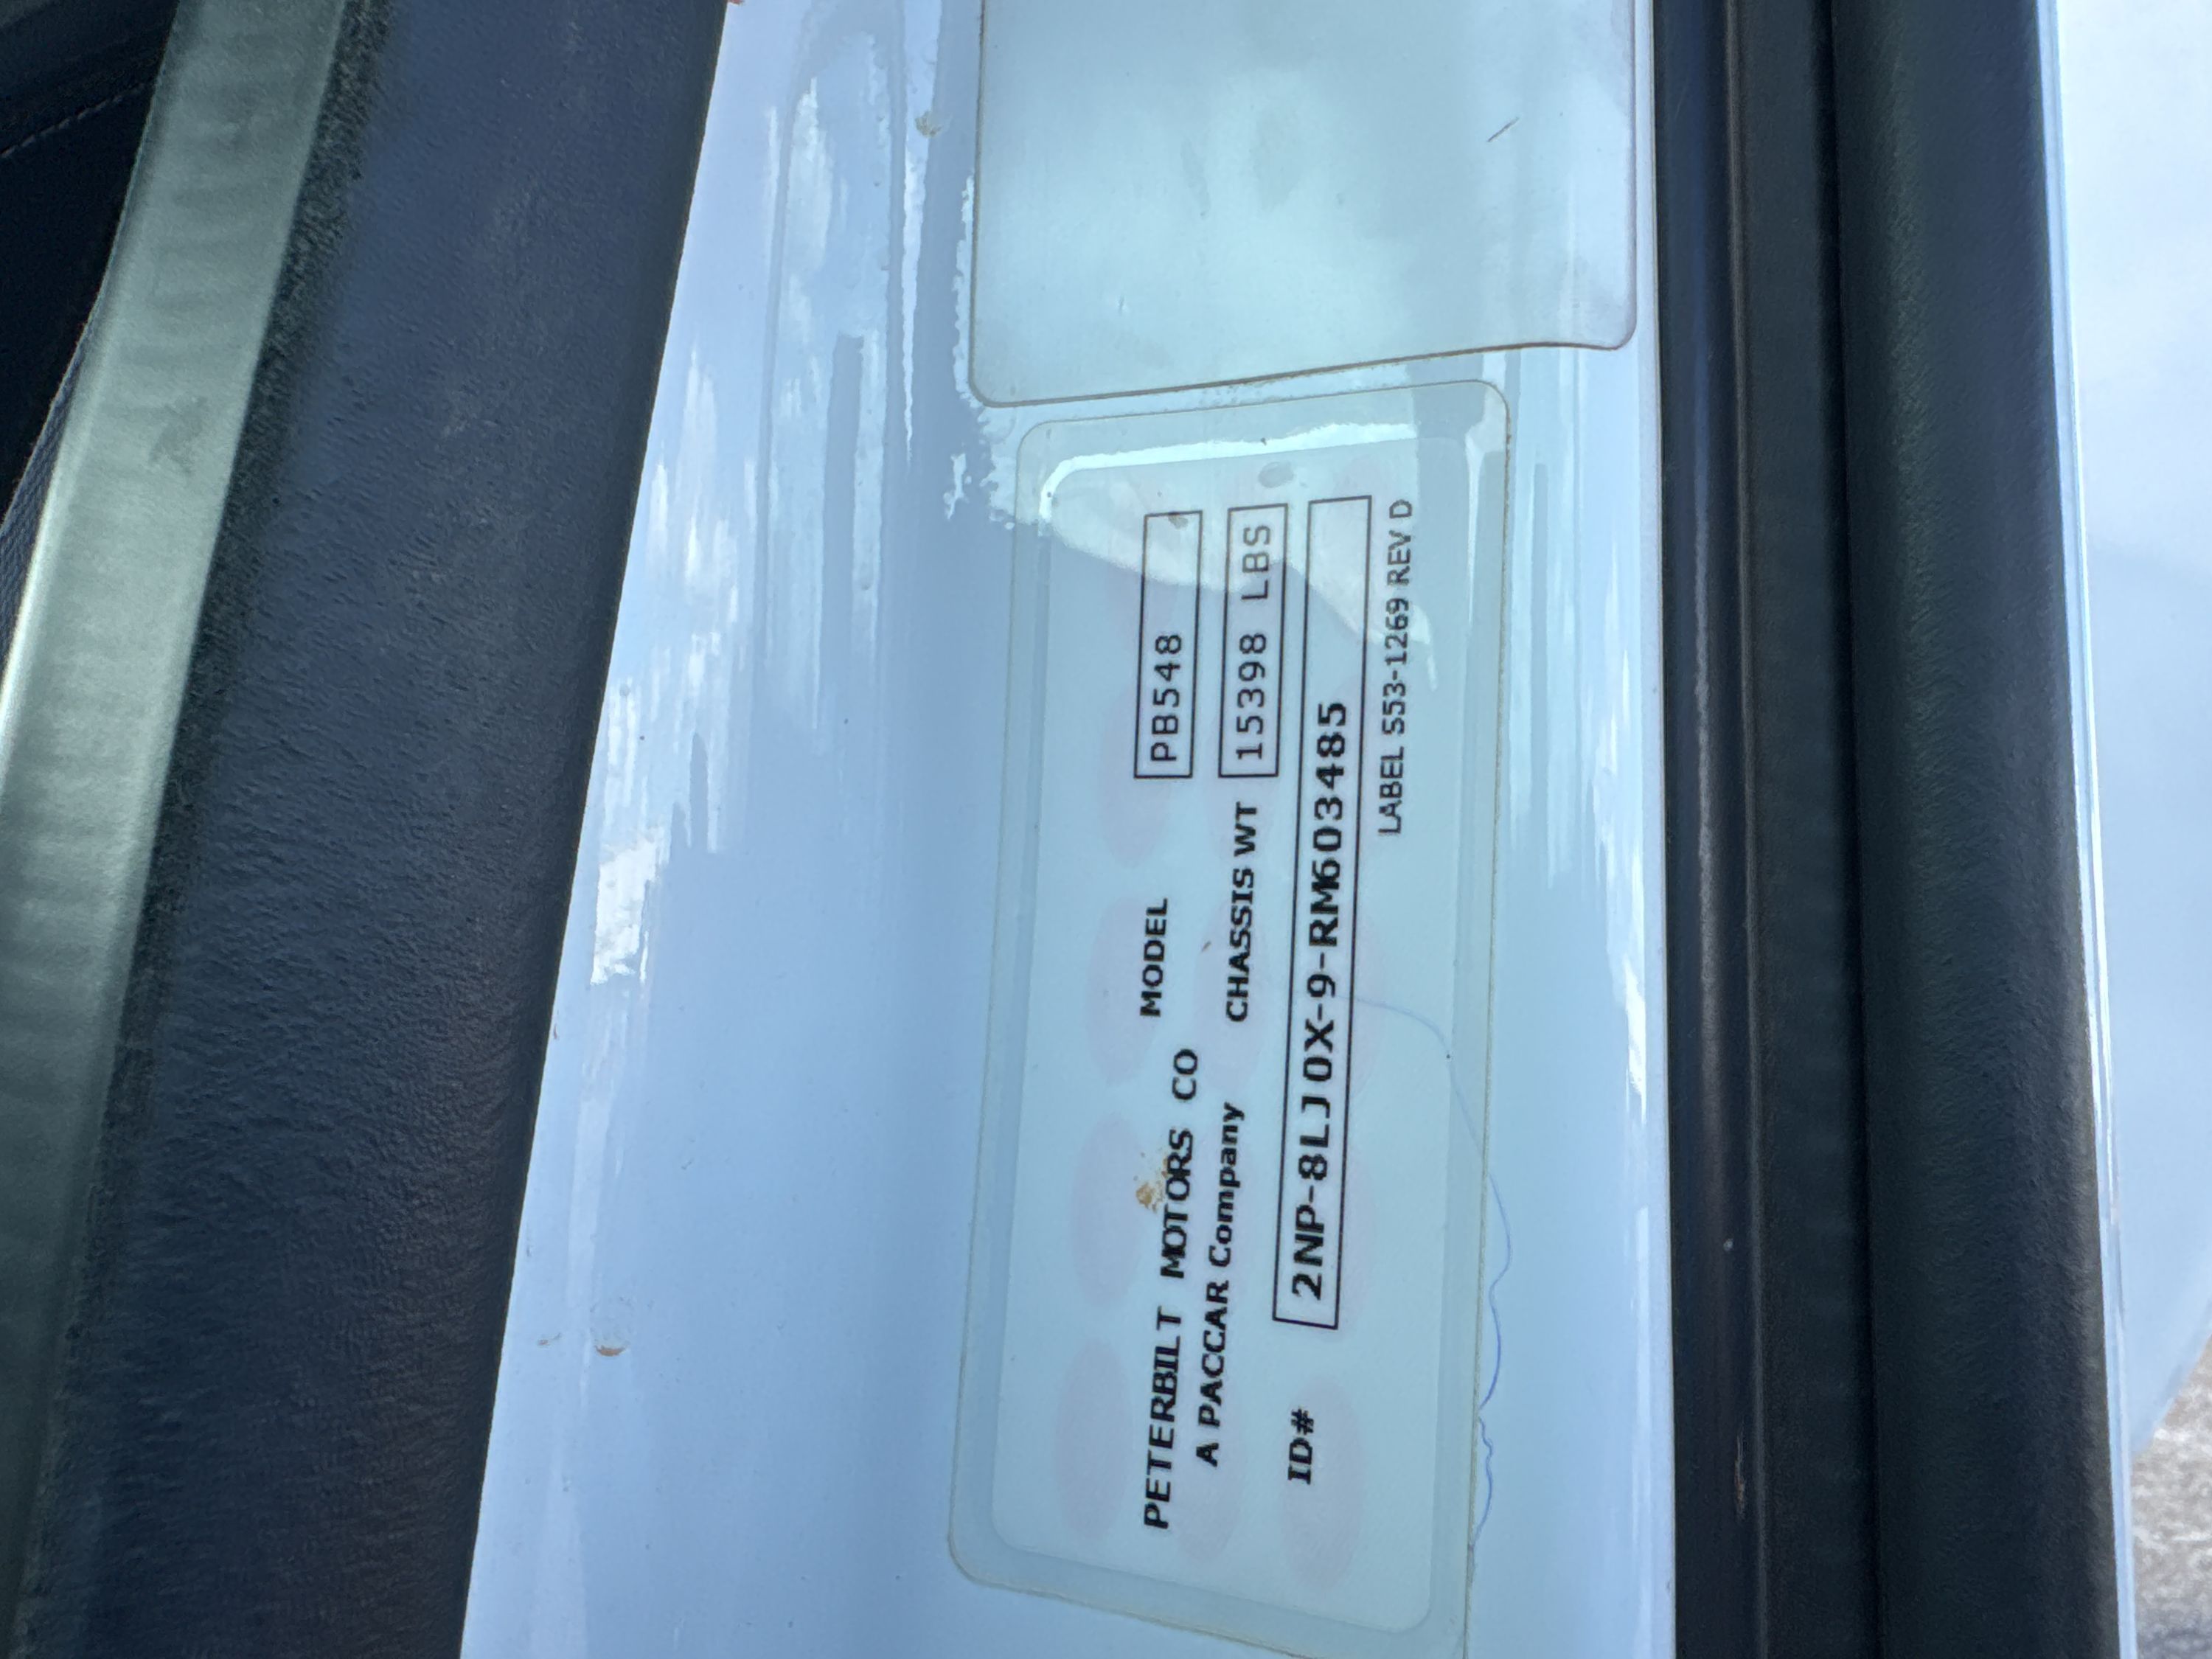 PETERBILT MOTORS CO MODEL PB548
A PACCAR Company CHASSIS WT 15398 LBS
ID# 2NP-8LJ0X-9-RM603485
LABEL S53-1269 REV D